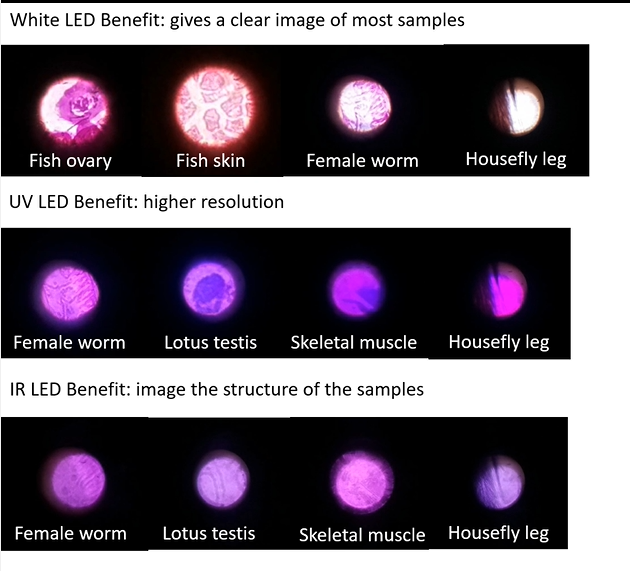 White LED Benefit: gives a clear image of most samples
Fish ovary Fish skin Female worm Housefly leg
UV LED Benefit: higher resolution
Female worm Lotus testis Skeletal muscle Housefly leg
IR LED Benefit: image the structure of the samples
Female worm Lotus testis Skeletal muscle Housefly leg